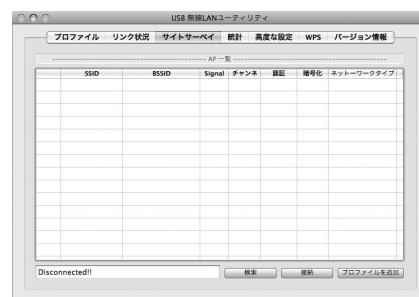 USB 無線LANユーティリティ
プロファイル リンク状況 サイトサーベイ 統計 高度な設定 WPS バージョン情報
AP 一覧
SSID BSSID Signal チャンネ 認証 暗号化 ネットーワークタイプ
Disconnected!! 検索 接続 プロファイルを追加